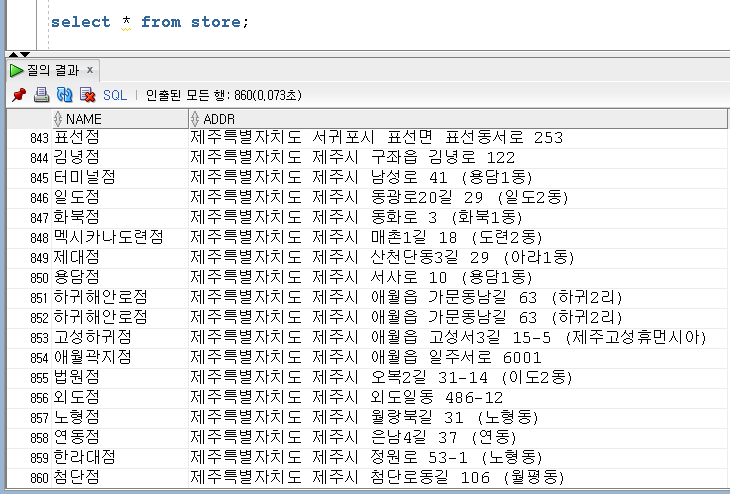 select * from store;
질의 결과 x
SQL | 인출된 모든 행: 860(0,073초)
NAME ADDR
843 표선점 제주특별자치도 서귀포시 표선면 표선동서로 253
844 김녕점 제주특별자치도 제주시 구좌읍 김녕로 122
845 터미널점 제주특별자치도 제주시 남성로 41 (용담1동)
846 일도점 제주특별자치도 제주시 동광로20길 29 (일도2동)
847 화북점 제주특별자치도 제주시 동화로 3 (화북1동)
848 멕시카나도련점 제주특별자치도 제주시 매촌1길 18 (도련2동)
849 제대점 제주특별자치도 제주시 산천단동3길 29 (아라1동)
850 용담점 제주특별자치도 제주시 서사로 10 (용담1동)
851 하귀해안로점 제주특별자치도 제주시 애월읍 가문동남길 63 (하귀2리)
852 하귀해안로점 제주특별자치도 제주시 애월읍 가문동남길 63 (하귀2리)
853 고성하귀점 제주특별자치도 제주시 애월읍 고성서3길 15-5 (제주고성휴먼시아)
854 애월곽지점 제주특별자치도 제주시 애월읍 일주서로 6001
855 법원점 제주특별자치도 제주시 오복2길 31-14 (이도2동)
856 외도점 제주특별자치도 제주시 외도일동 486-12
857 노형점 제주특별자치도 제주시 월랑북길 31 (노형동)
858 연동점 제주특별자치도 제주시 은남4길 37 (연동)
859 한라대점 제주특별자치도 제주시 정원로 53-1 (노형동)
860 첨단점 제주특별자치도 제주시 첨단로동길 106 (월평동)